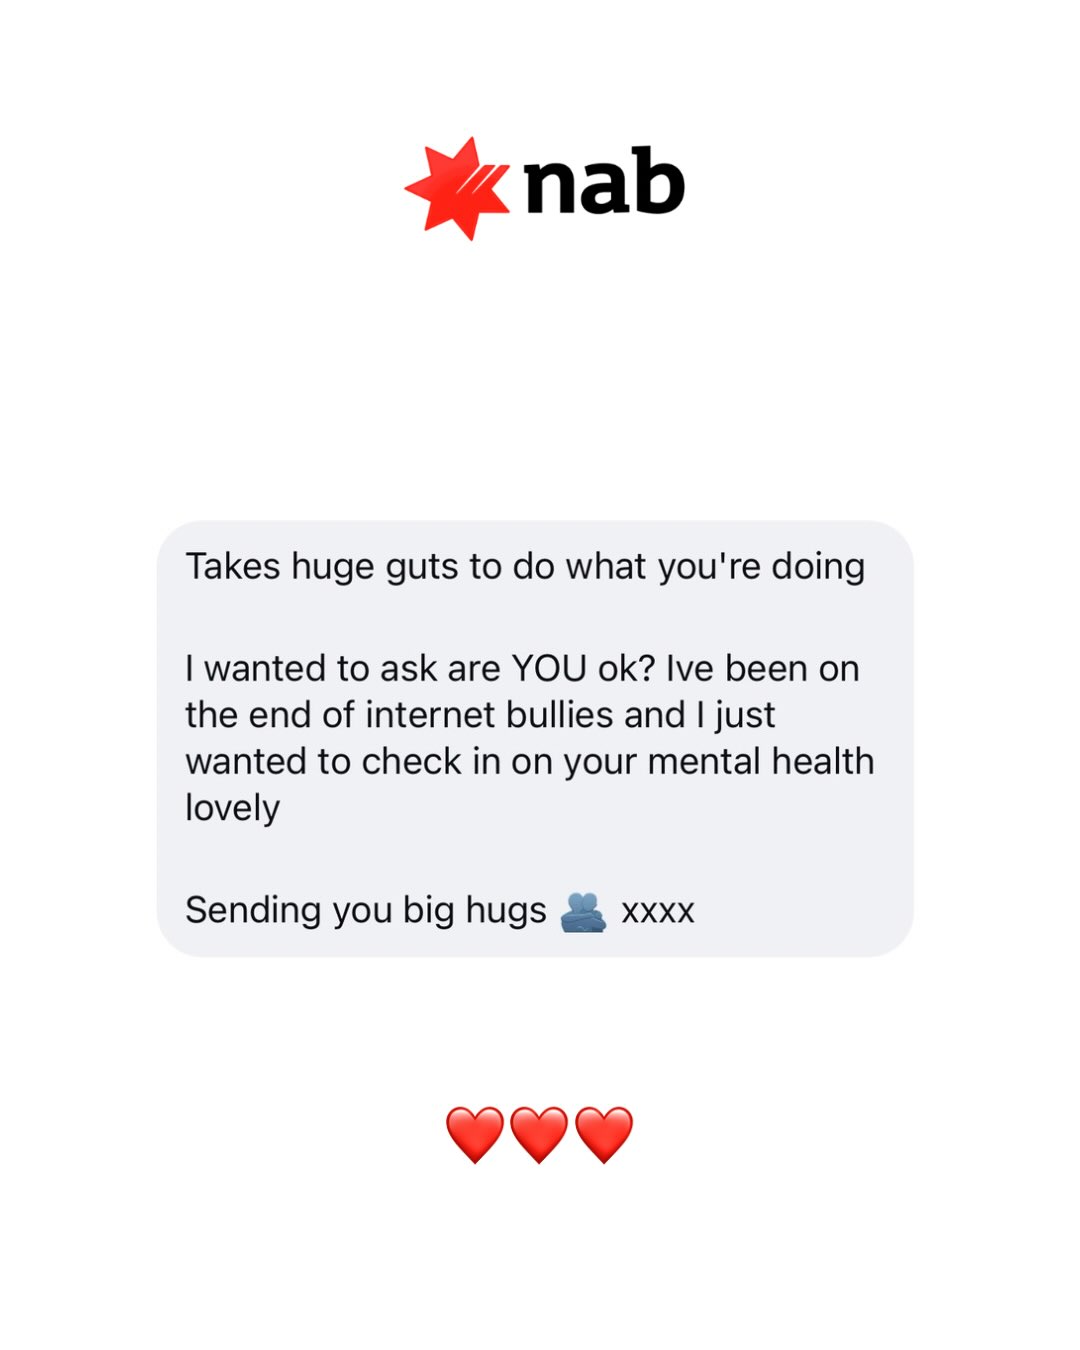 nab
Takes huge guts to do what you're doing
I wanted to ask are YOU ok? Ive been on
the end of internet bullies and I just
wanted to check in on your mental health
lovely
Sending you big hugs 🫂 xxxx
❤️❤️❤️